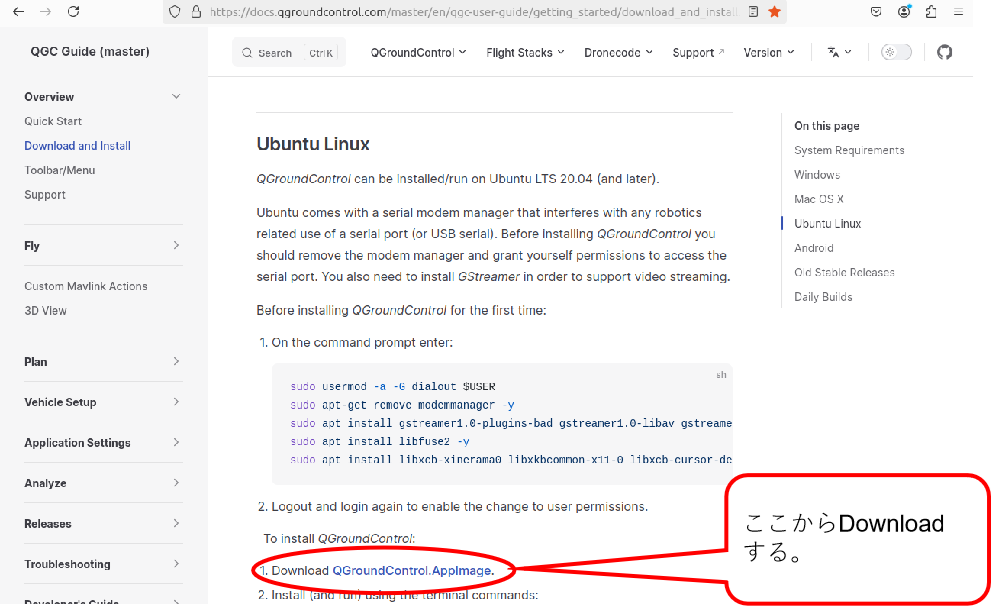 https://docs.qgroundcontrol.com/master/en/qgc-user-guide/getting_started/download_and_install
QGC Guide (master)
Search CtrlK
QGroundControl
Flight Stacks
Dronecode
Support
Version
Overview
Quick Start
Download and Install
Toolbar/Menu
Support
Fly
Custom Mavlink Actions
3D View
Plan
Vehicle Setup
Application Settings
Analyze
Releases
Troubleshooting
Developer's Guide
Ubuntu Linux
QGroundControl can be installed/run on Ubuntu LTS 20.04 (and later).
Ubuntu comes with a serial modem manager that interferes with any robotics
related use of a serial port (or USB serial). Before installing QGroundControl you
should remove the modem manager and grant yourself permissions to access the
serial port. You also need to install GStreamer in order to support video streaming.
Before installing QGroundControl for the first time:
1. On the command prompt enter:
sh
sudo usermod -a -G dialout $USER
sudo apt-get remove modemmanager -y
sudo apt install gstreamer1.0-plugins-bad gstreamer1.0-libav gstreame
sudo apt install libfuse2 -y
sudo apt install libxcb-xinerama0 libxkbcommon-x11-0 libxcb-cursor-de
2. Logout and login again to enable the change to user permissions.
To install QGroundControl:
1. Download QGroundControl.AppImage.
2. Install (and run) using the terminal commands:
On this page
System Requirements
Windows
Mac OS X
Ubuntu Linux
Android
Old Stable Releases
Daily Builds
ここからDownload
する。